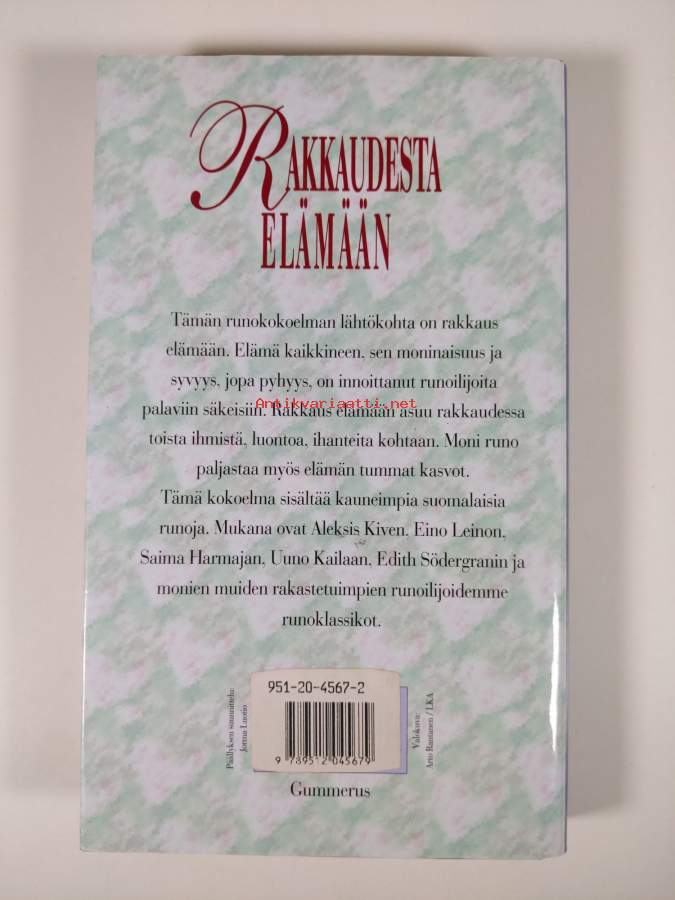 RAKKAUDESTA
ELÄMÄÄN
Tämän runokokoelman lähtökohta on rakkaus
elämään. Elämä kaikkineen, sen moninaisuus ja
syvyys, jopa pyhyys, on innoittanut runoilijoita
palaviin säkeisiin. Rakkaus elämään asuu rakkaudessa
Antikvariaatti.net
toista ihmistä, luontoa, ihanteita kohtaan. Moni runo
paljastaa myös elämän tummat kasvot.
Tämä kokoelma sisältää kauneimpia suomalaisia
runoja. Mukana ovat Aleksis Kiven, Eino Leinon,
Saima Harmajan, Uuno Kailaan, Edith Södergranin ja
monien muiden rakastetuimpien runoilijoidemme
runoklassikot.
Päällyksen suunnittelu:
Jorma Luotio
951-20-4567-2
9 789512 045679
Valokuva:
Arto Rantanen / LKA
Gummerus